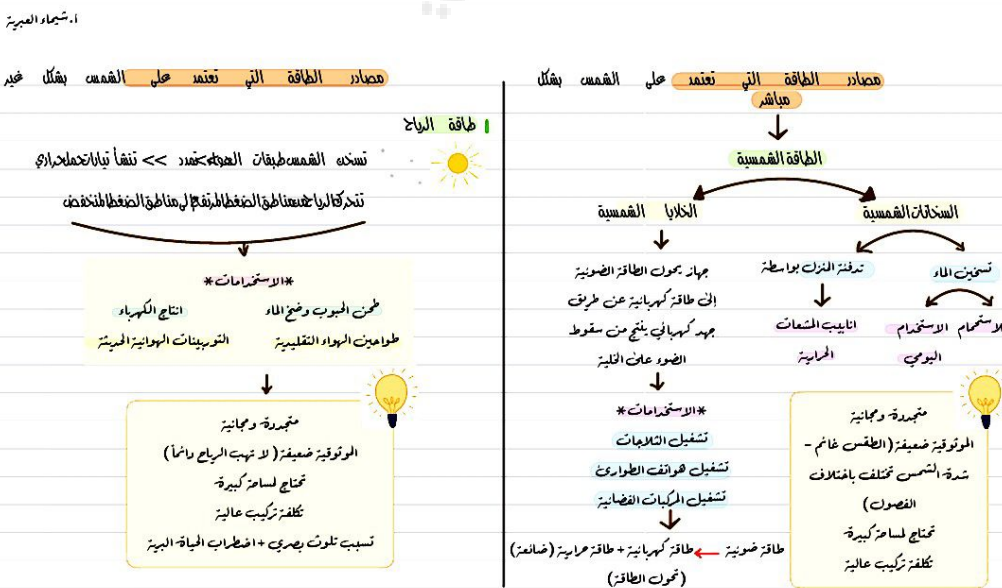 أ. شيماء العبرية
مصادر الطاقة التي تعتمد على الشمس بشكل
مباشر
الطاقة الشمسية
السخانات الشمسية
تسخين الماء
الاستحمام
الاستخدام
اليومي
تدفئة المنزل بواسطة
انابيب المشعات
الحرارية
متجددة ومجانية
الموثوقية ضعيفة (الطقس غائم -
شدة الشمس تختلف باختلاف
الفصول)
تحتاج لمساحة كبيرة
تكلفة تركيب عالية
الخلايا الشمسية
جهاز يحول الطاقة الضوئية
إلى طاقة كهربائية عن طريق
جهد كهربائي ينتج من سقوط
الضوء على الخلية
*الاستخدامات*
تشغيل الثلاجات
تشغيل هواتف الطوارئ
تشغيل المركبات الفضائية
طاقة ضوئية ← طاقة كهربائية + طاقة حرارية (ضائعة)
(تحول الطاقة)
مصادر الطاقة التي تعتمد على الشمس بشكل غير
طاقة الرياح
تسخن الشمس طبقات الهواء > تمدد >> تنشأ تيارات حمل حراري
تتحرك الرياح من مناطق الضغط المرتفع إلى مناطق الضغط المنخفض
*الاستخدامات*
طحن الحبوب وضخ الماء
طواحين الهواء التقليدية
انتاج الكهرباء
التوربينات الهوائية الحديثة
متجددة ومجانية
الموثوقية ضعيفة ( لا تهب الرياح دائماً )
تحتاج لمساحة كبيرة
تكلفة تركيب عالية
تسبب تلوث بصري + اضطراب الحياة البيه